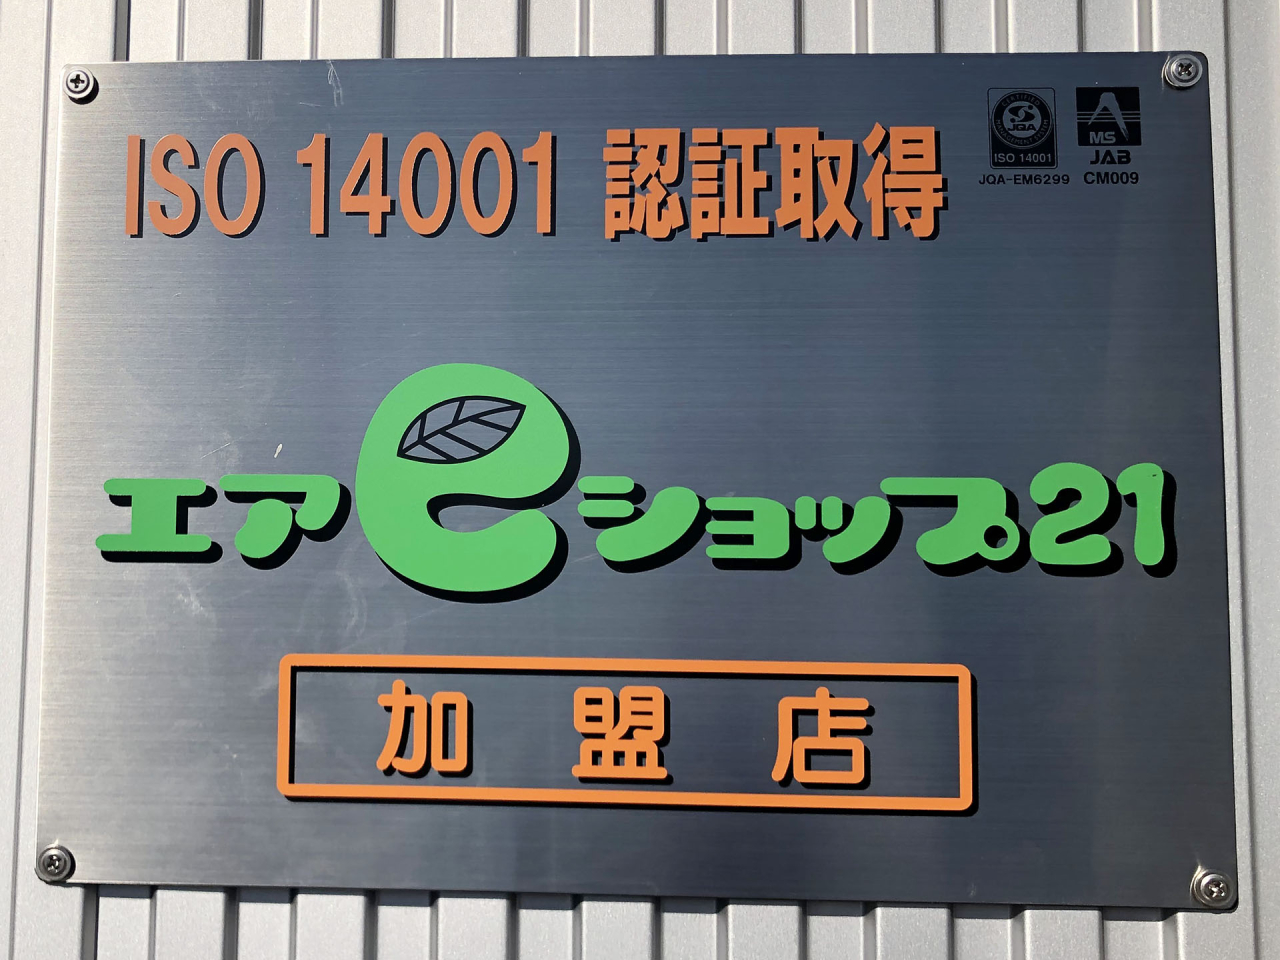 ISO 14001 認証取得
JQA
ISO 14001
JQA-EM6299
MS
JAB
CM009
エアeショップ21
加盟店